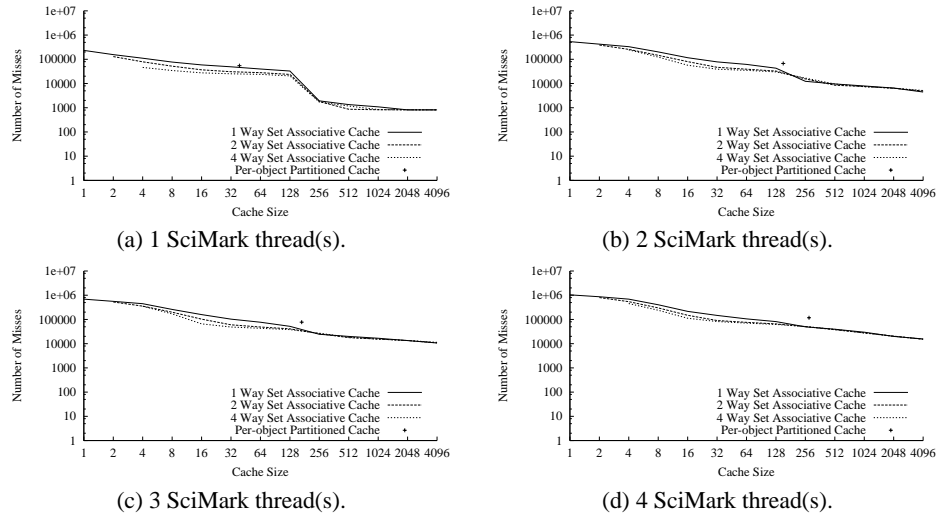 1e+07 1e+07
1e+06 1e+06
100000 100000
10000 10000
1000 1000
100 100
10 10
1 1
Number of Misses Number of Misses
1 Way Set Associative Cache 1 Way Set Associative Cache
2 Way Set Associative Cache 2 Way Set Associative Cache
4 Way Set Associative Cache 4 Way Set Associative Cache
Per-object Partitioned Cache Per-object Partitioned Cache
1 2 4 8 16 32 64 128 256 512 1024 2048 4096 1 2 4 8 16 32 64 128 256 512 1024 2048 4096
Cache Size Cache Size
(a) 1 SciMark thread(s). (b) 2 SciMark thread(s).
1e+07 1e+07
1e+06 1e+06
100000 100000
10000 10000
1000 1000
100 100
10 10
1 1
Number of Misses Number of Misses
1 Way Set Associative Cache 1 Way Set Associative Cache
2 Way Set Associative Cache 2 Way Set Associative Cache
4 Way Set Associative Cache 4 Way Set Associative Cache
Per-object Partitioned Cache Per-object Partitioned Cache
1 2 4 8 16 32 64 128 256 512 1024 2048 4096 1 2 4 8 16 32 64 128 256 512 1024 2048 4096
Cache Size Cache Size
(c) 3 SciMark thread(s). (d) 4 SciMark thread(s).